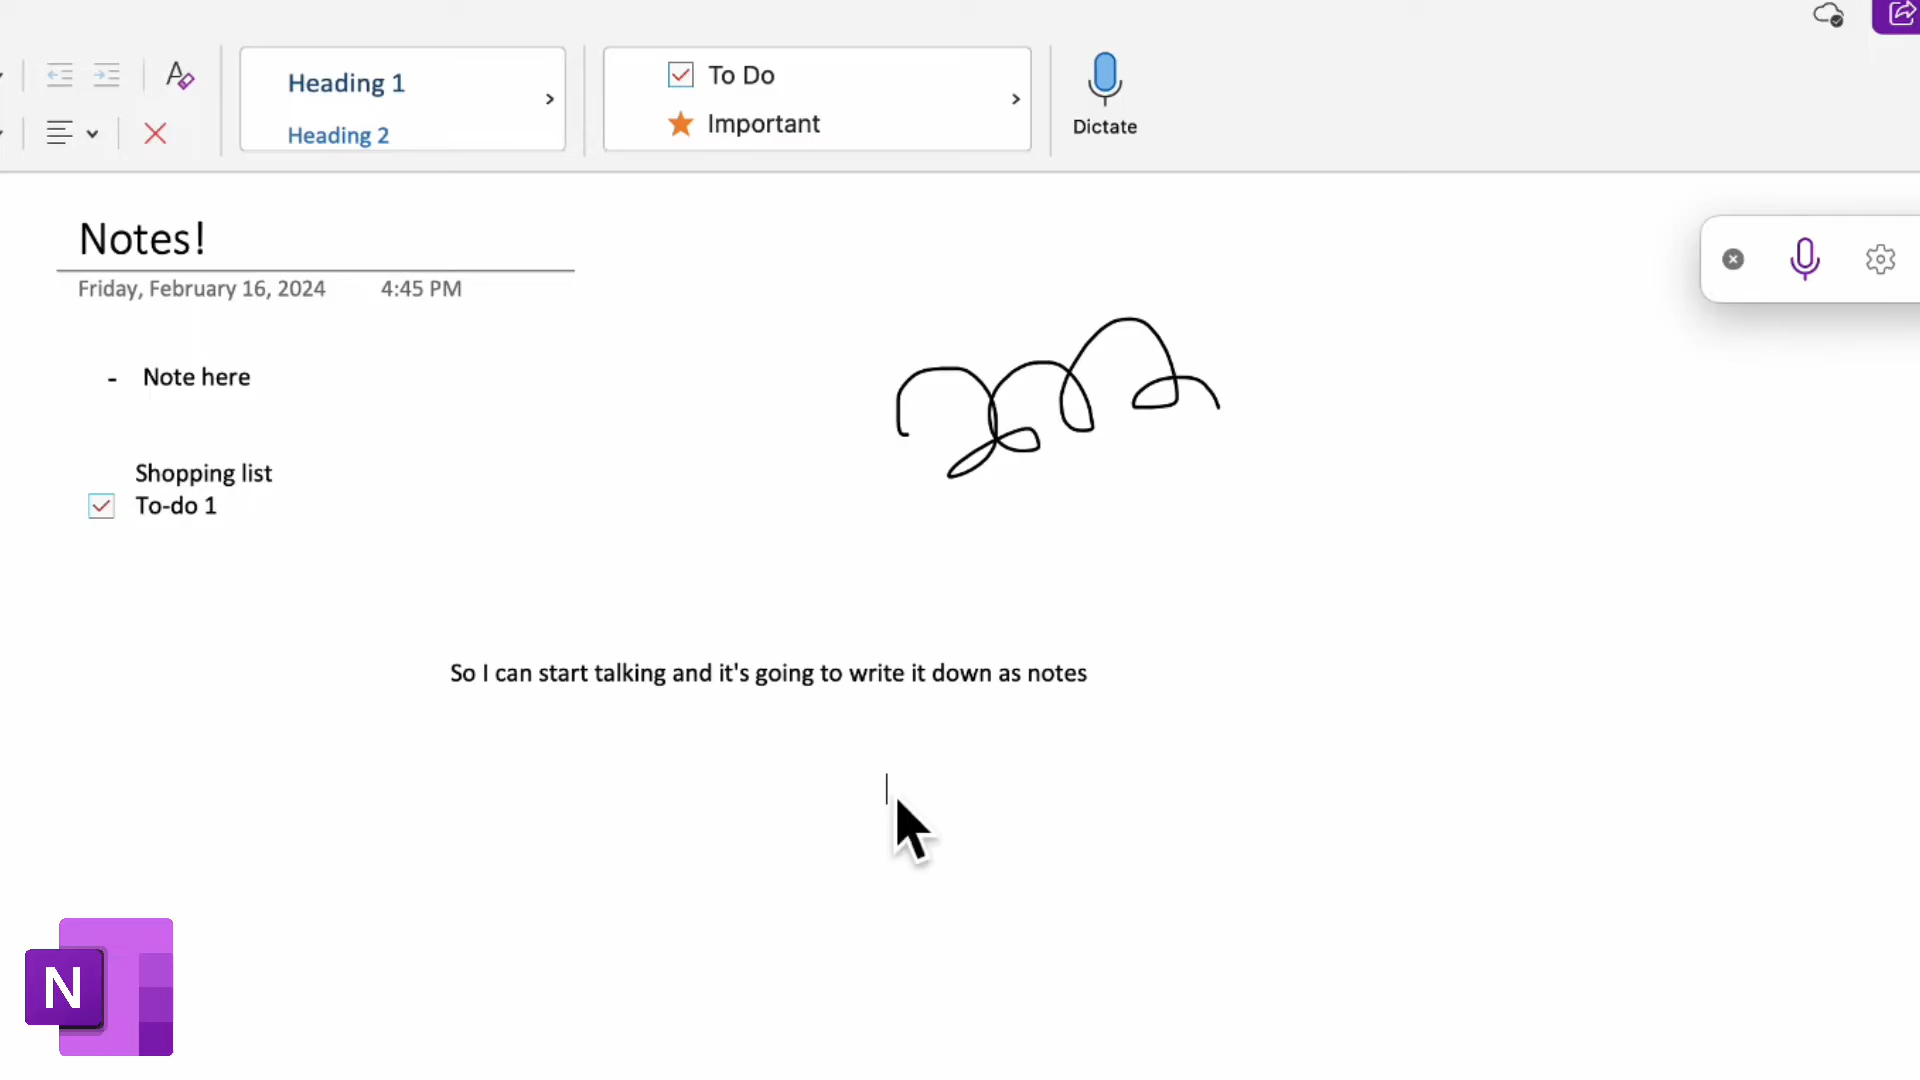 Heading 1
Heading 2
To Do
Important
Dictate
Notes!
Friday, February 16, 2024 4:45 PM
- Note here
Shopping list
To-do 1
So I can start talking and it's going to write it down as notes
N